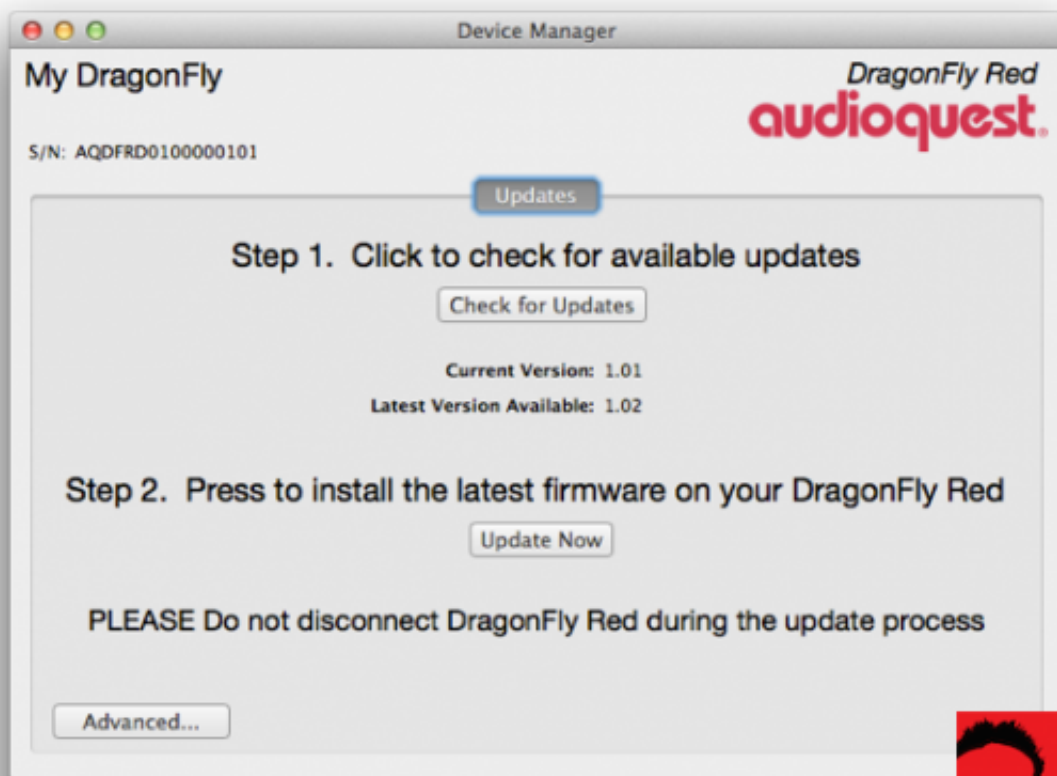 Device Manager
My DragonFly
DragonFly Red
audioquest.
S/N: AQDFRD0100000101
Updates
Step 1. Click to check for available updates
Check for Updates
Current Version: 1.01
Latest Version Available: 1.02
Step 2. Press to install the latest firmware on your DragonFly Red
Update Now
PLEASE Do not disconnect DragonFly Red during the update process
Advanced...